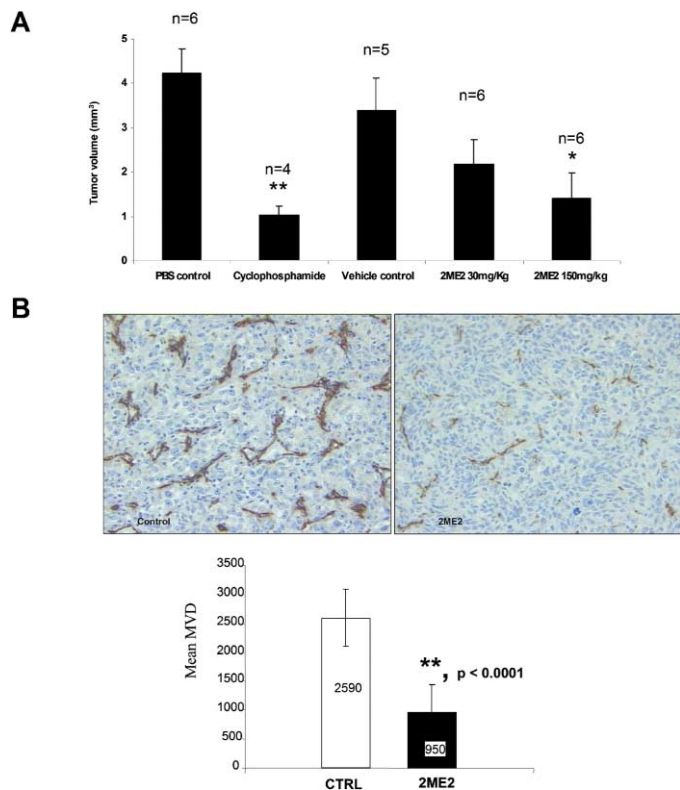 A
n=6
n=5
n=6
n=6
*
n=4
**
Tumor volume (mm³)
5
4
3
2
1
0
PBS control
Cyclophosphamide
Vehicle control
2ME2 30mg/Kg
2ME2 150mg/kg
B
Control
2ME2
Mean MVD
3500
3000
2500
2000
1500
1000
500
0
2590
**, p < 0.0001
950
CTRL
2ME2